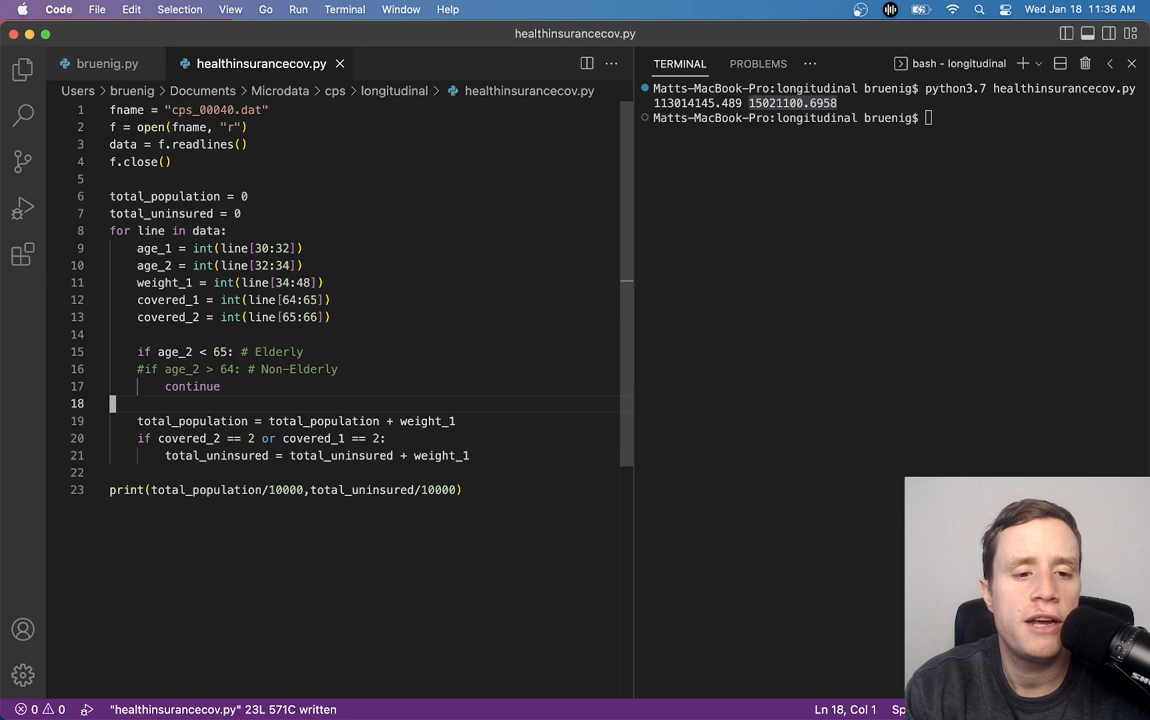 Code File Edit Selection View Go Run Terminal Window Help Wed Jan 18 11:36 AM
healthinsurancecov.py
bruenig.py healthinsurancecov.py
Users > bruenig > Documents > Microdata > cps > longitudinal > healthinsurancecov.py
1 fname = "cps_00040.dat"
2 f = open(fname, "r")
3 data = f.readlines()
4 f.close()
5
6 total_population = 0
7 total_uninsured = 0
8 for line in data:
9 age_1 = int(line[30:32])
10 age_2 = int(line[32:34])
11 weight_1 = int(line[34:48])
12 covered_1 = int(line[64:65])
13 covered_2 = int(line[65:66])
14
15 if age_2 < 65: # Elderly
16 #if age_2 > 64: # Non-Elderly
17 continue
18
19 total_population = total_population + weight_1
20 if covered_2 == 2 or covered_1 == 2:
21 total_uninsured = total_uninsured + weight_1
22
23 print(total_population/10000,total_uninsured/10000)
TERMINAL PROBLEMS ··· bash - longitudinal
Matts-MacBook-Pro:longitudinal bruenig$ python3.7 healthinsurancecov.py
113014145.489 15021100.6958
Matts-MacBook-Pro:longitudinal bruenig$
0 0 "healthinsurancecov.py" 23L 571C written Ln 18, Col 1 Sp